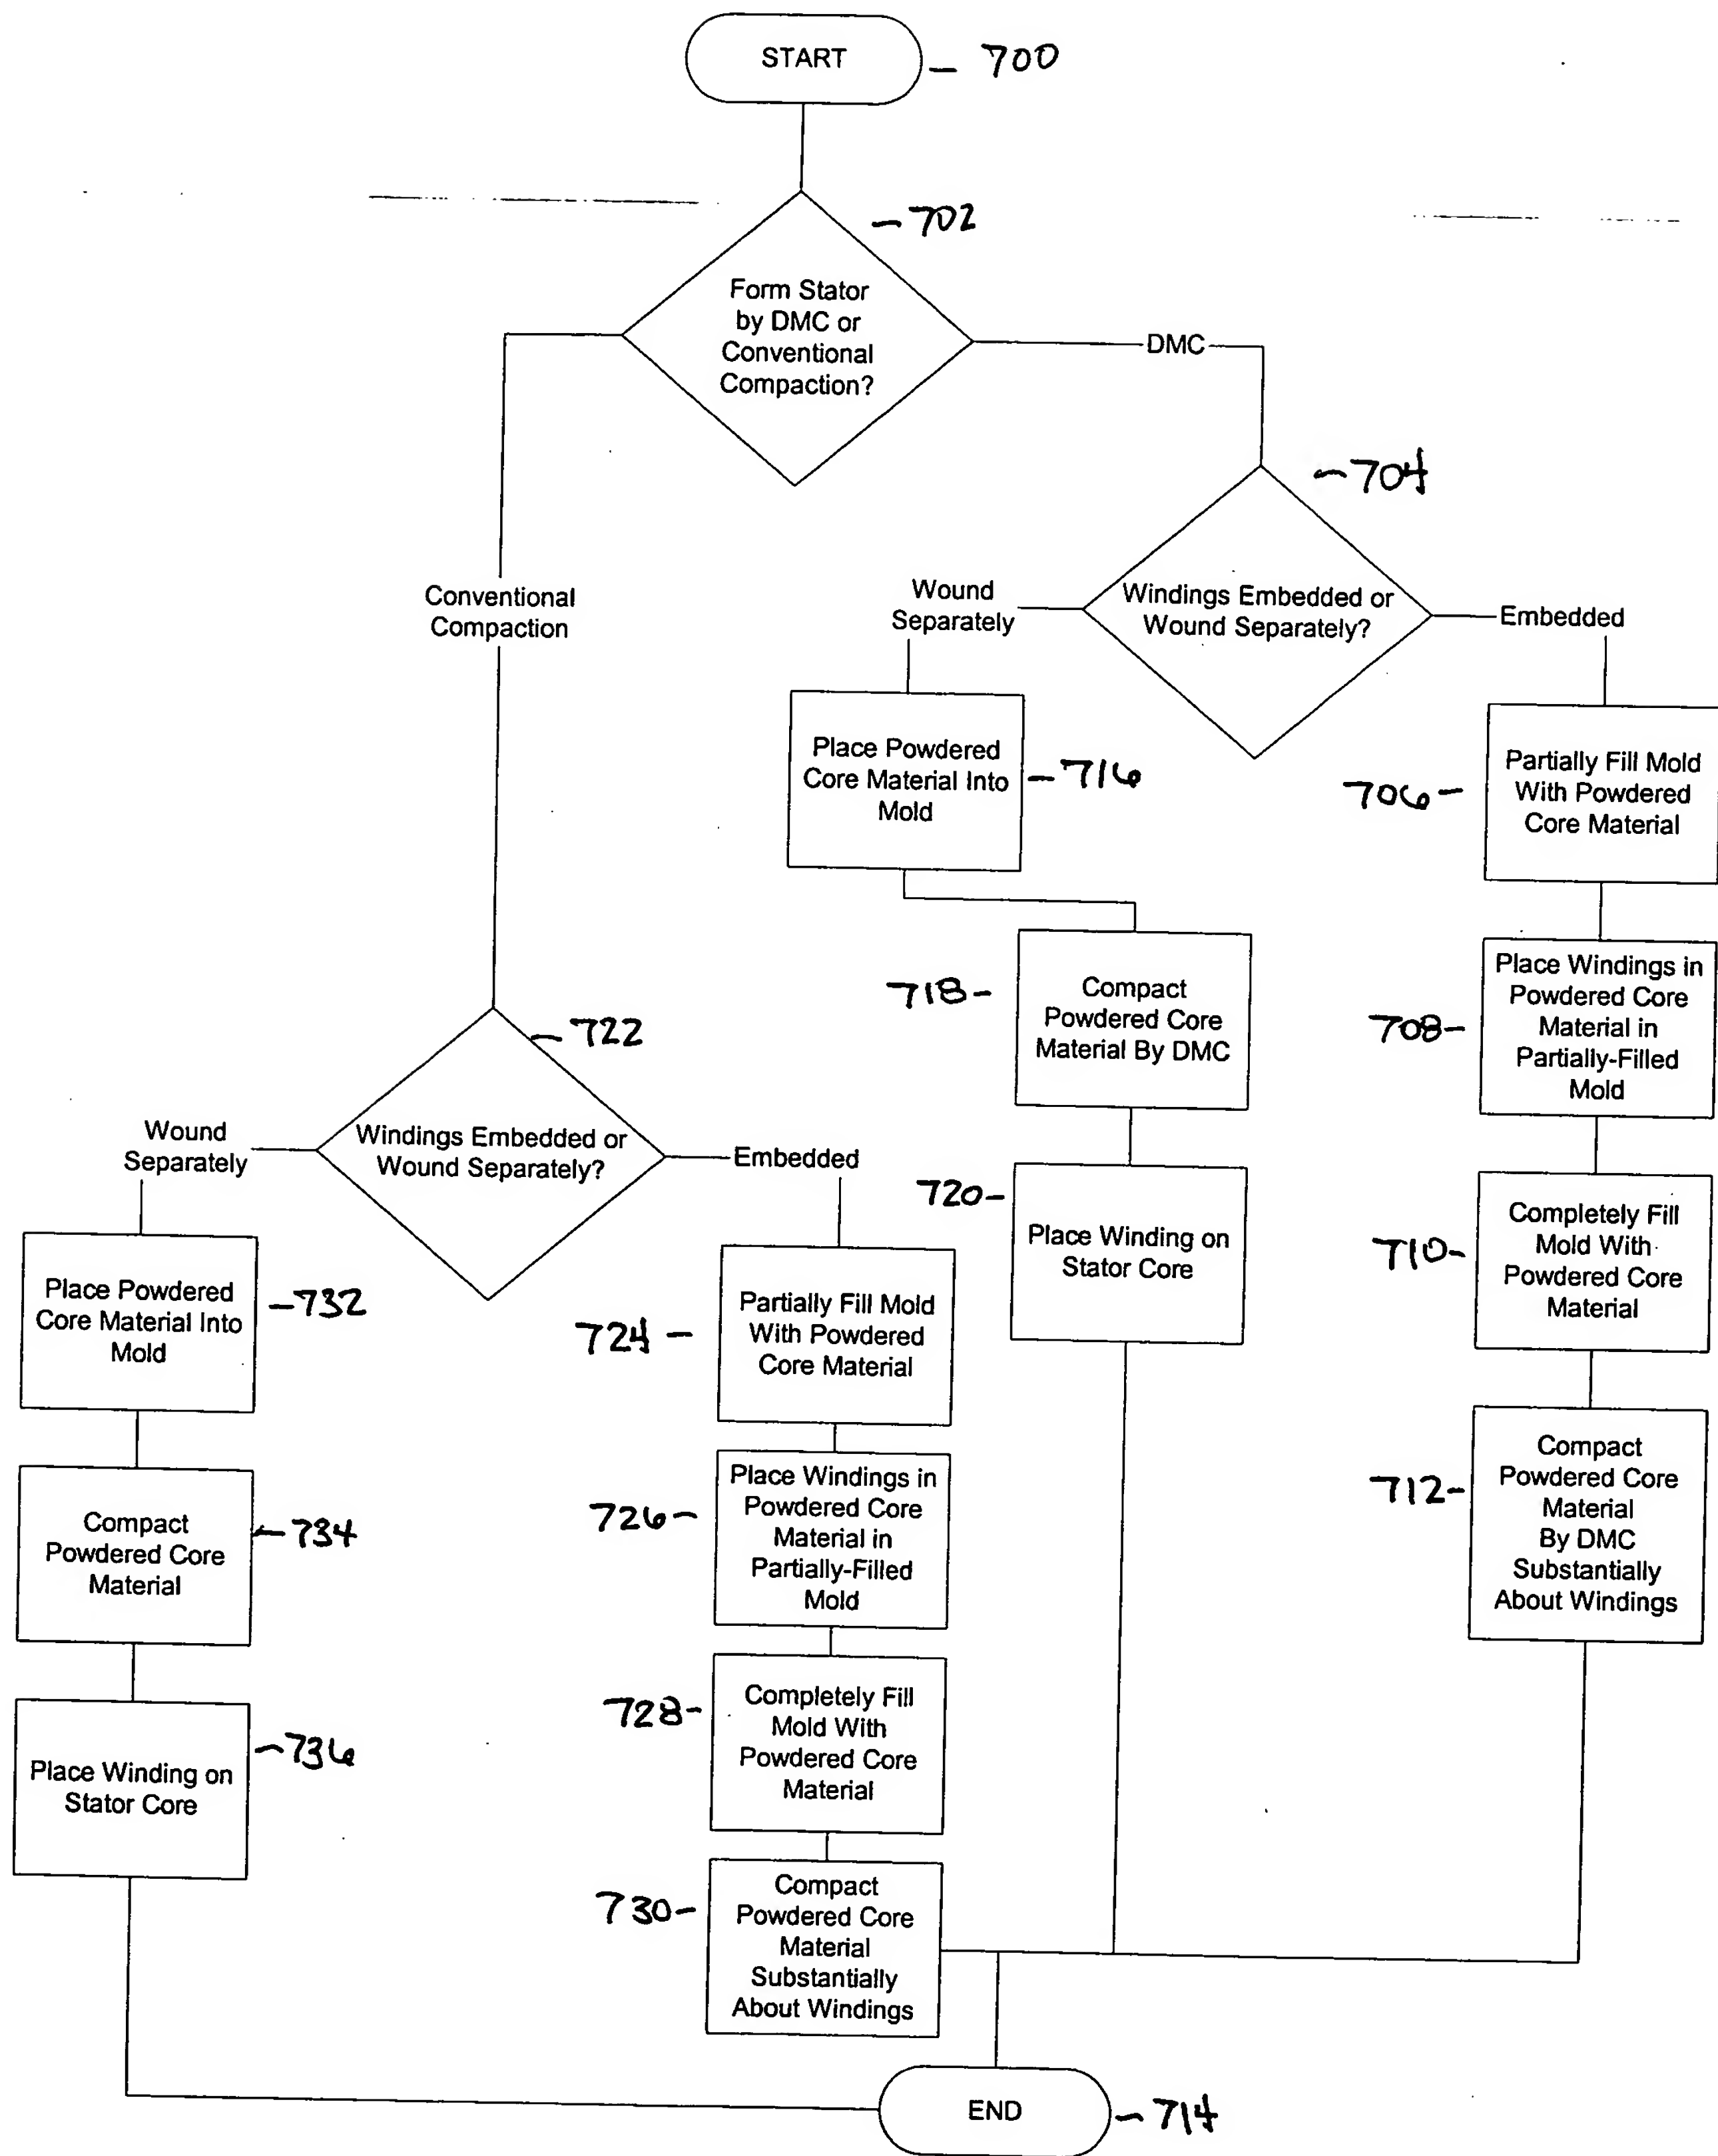 START
700
702
Form Stator
by DMC or
Conventional
Compaction?
DMC
704
Conventional
Compaction
Wound
Separately
Windings Embedded or
Wound Separately?
Embedded
Place Powdered
Core Material Into
Mold
716
706
Partially Fill Mold
With Powdered
Core Material
718
Compact
Powdered Core
Material By DMC
708
Place Windings in
Powdered Core
Material in
Partially-Filled
Mold
722
Wound
Separately
Windings Embedded or
Wound Separately?
Embedded
720
Place Winding on
Stator Core
710
Completely Fill
Mold With
Powdered Core
Material
Place Powdered
Core Material Into
Mold
732
724
Partially Fill Mold
With Powdered
Core Material
712
Compact
Powdered Core
Material
By DMC
Substantially
About Windings
Compact
Powdered Core
Material
734
726
Place Windings in
Powdered Core
Material in
Partially-Filled
Mold
Place Winding on
Stator Core
736
728
Completely Fill
Mold With
Powdered Core
Material
730
Compact
Powdered Core
Material
Substantially
About Windings
END
714